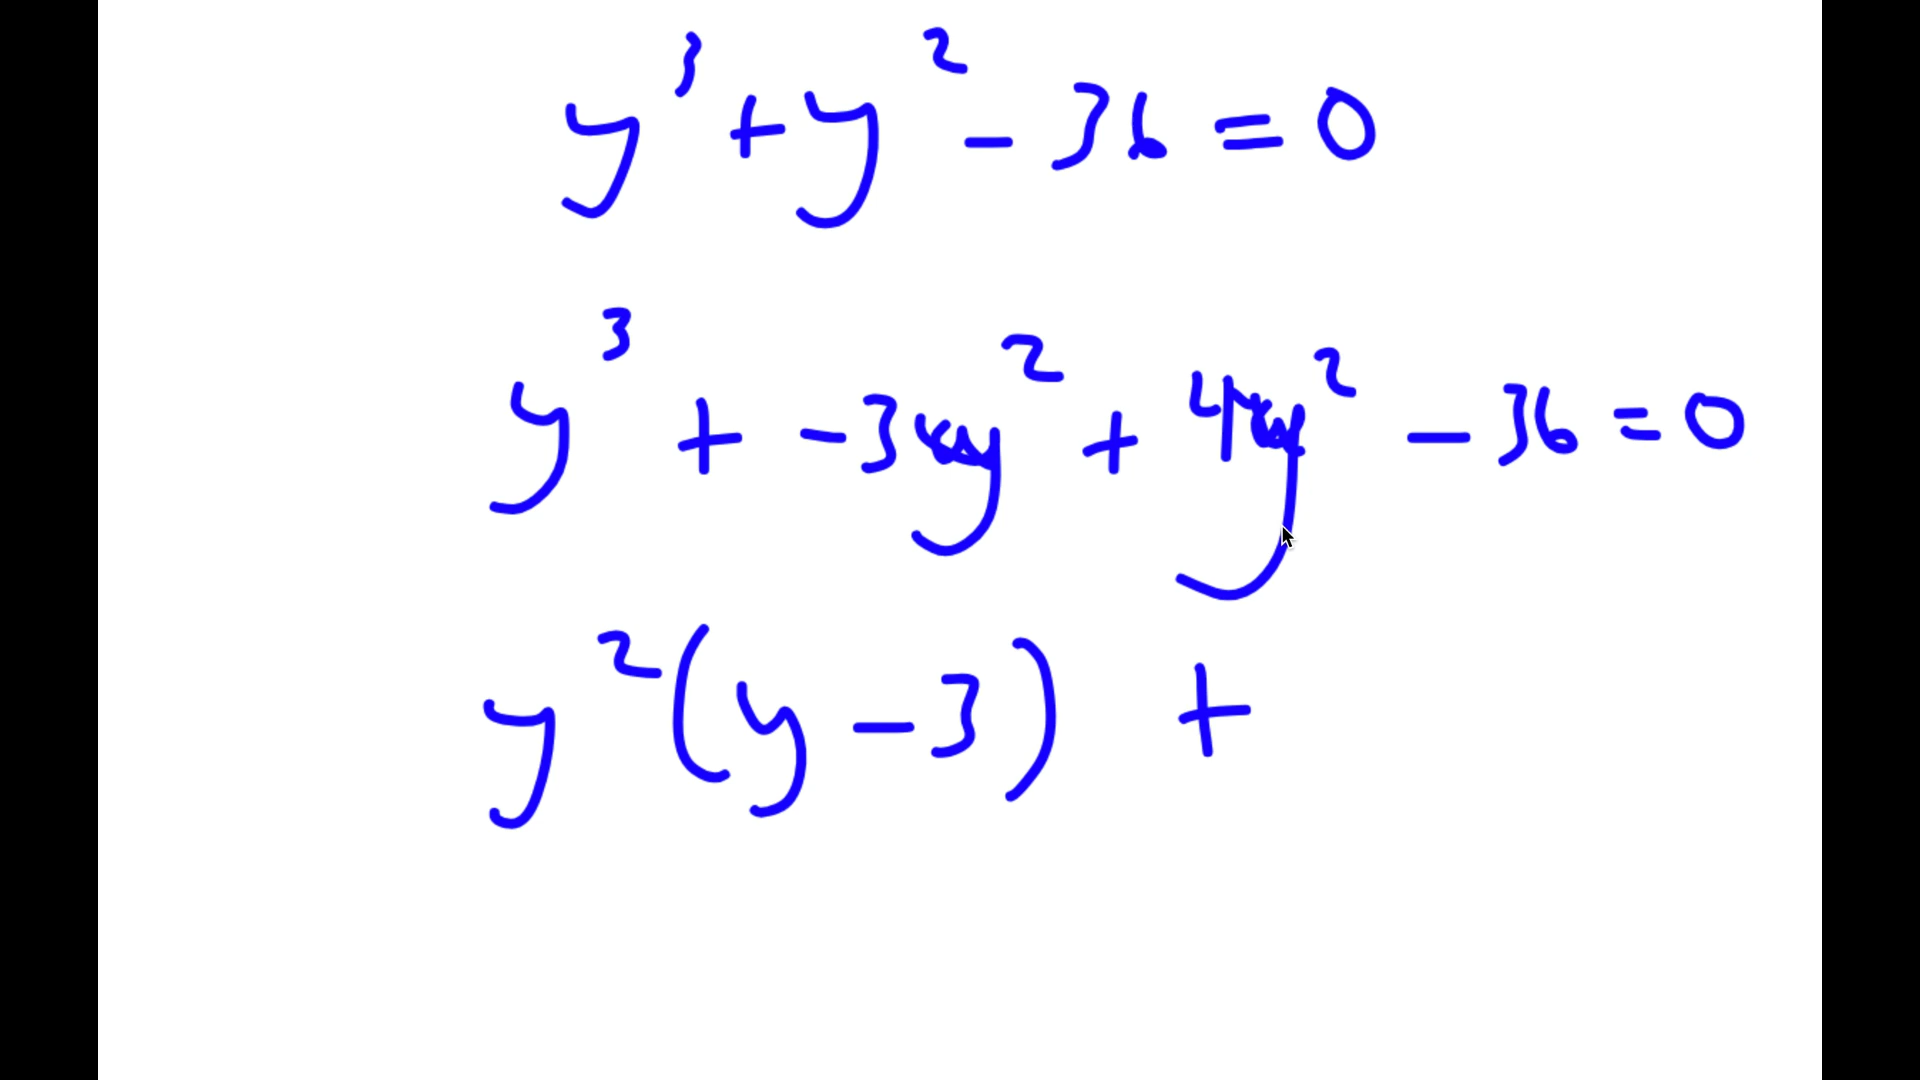 y³ + y² - 36 = 0
y³ + -3y² + 4y² - 36 = 0
y²(y - 3) +